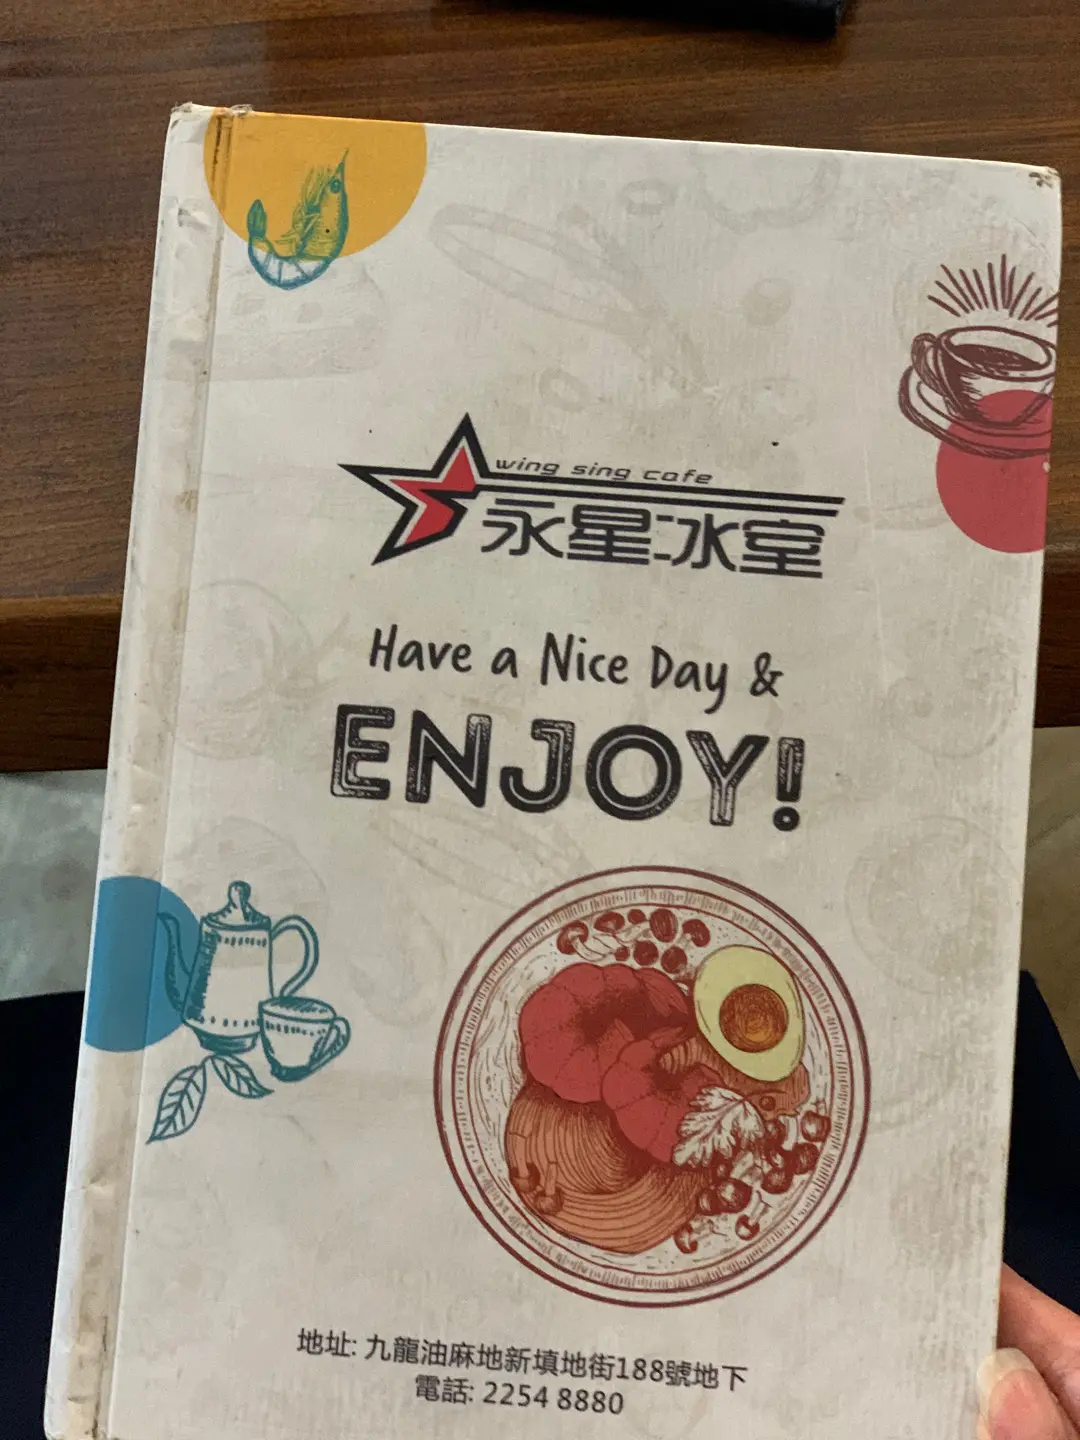 wing sing cafe
永星冰室
Have a Nice Day &
ENJOY!
地址: 九龍油麻地新填地街188號地下
電話: 2254 8880